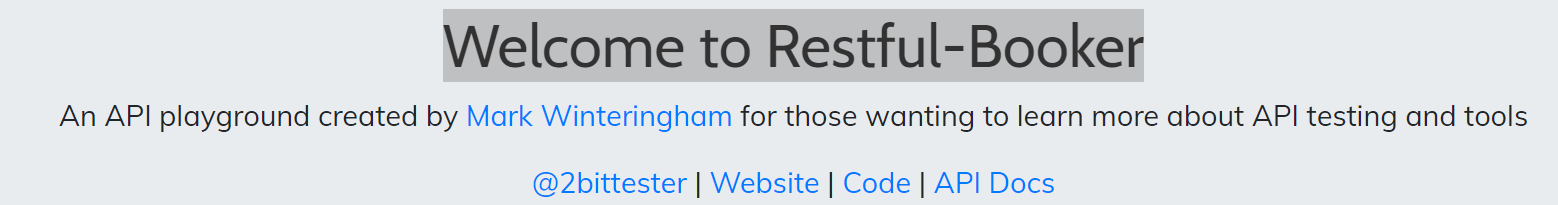 Welcome to Restful-Booker
An API playground created by Mark Winteringham for those wanting to learn more about API testing and tools
@2bittester | Website | Code | API Docs